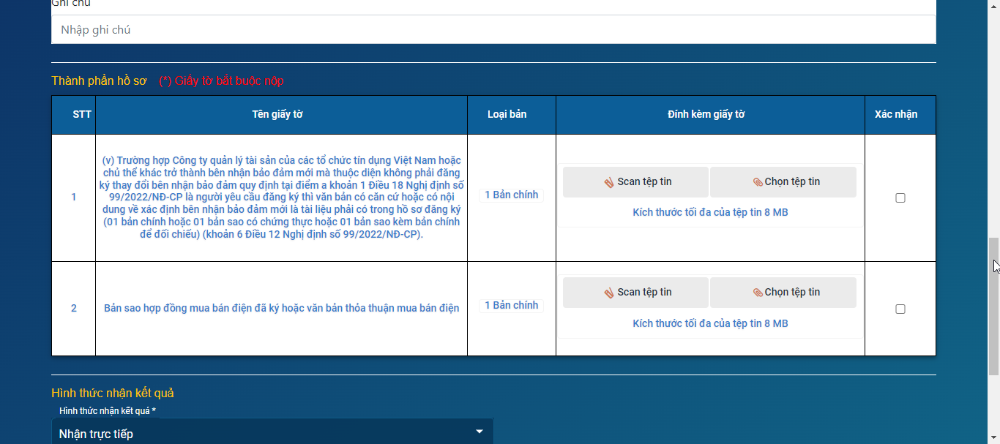 Ghi chú
Nhập ghi chú
Thành phần hồ sơ (*) Giấy tờ bắt buộc nộp
STT Tên giấy tờ Loại bản Đính kèm giấy tờ Xác nhận
1
(v) Trường hợp Công ty quản lý tài sản của các tổ chức tín dụng Việt Nam hoặc
chủ thể khác trở thành bên nhận bảo đảm mới mà thuộc diện không phải đăng
ký thay đổi bên nhận bảo đảm quy định tại điểm a khoản 1 Điều 18 Nghị định số
99/2022/NĐ-CP là người yêu cầu đăng ký thì văn bản có căn cứ hoặc có nội
dung về xác định bên nhận bảo đảm mới là tài liệu phải có trong hồ sơ đăng ký
(01 bản chính hoặc 01 bản sao có chứng thực hoặc 01 bản sao kèm bản chính
để đối chiếu) (khoản 6 Điều 12 Nghị định số 99/2022/NĐ-CP).
1 Bản chính
Scan tệp tin Chọn tệp tin
Kích thước tối đa của tệp tin 8 MB
2
Bản sao hợp đồng mua bán điện đã ký hoặc văn bản thỏa thuận mua bán điện
1 Bản chính
Scan tệp tin Chọn tệp tin
Kích thước tối đa của tệp tin 8 MB
Hình thức nhận kết quả
Hình thức nhận kết quả *
Nhận trực tiếp